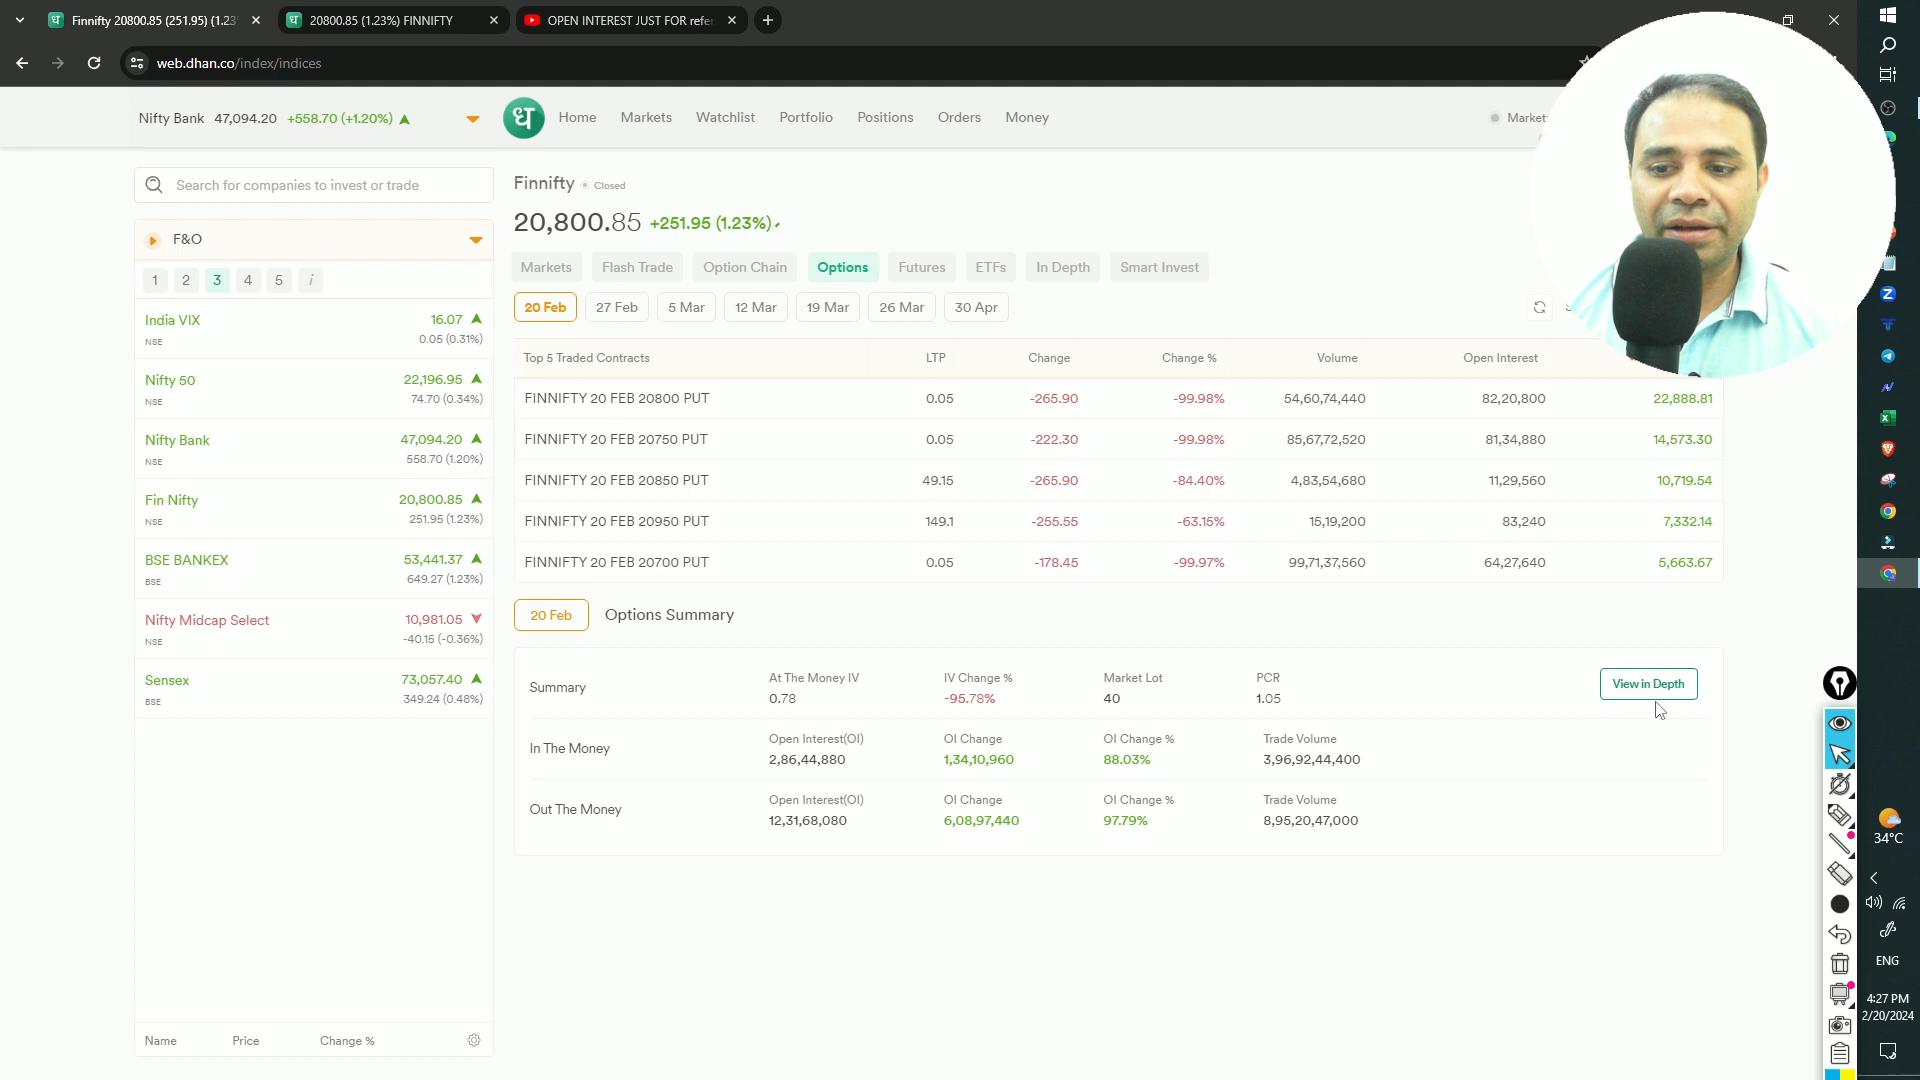 Finnifty 20800.85 (251.95) (1.23
20800.85 (1.23%) FINNIFTY
OPEN INTEREST JUST FOR refe
web.dhan.co/index/indices
Nifty Bank 47,094.20 +558.70 (+1.20%)
ध
Home Markets Watchlist Portfolio Positions Orders Money
Market
Search for companies to invest or trade
F&O
1 2 3 4 5 i
India VIX 16.07
NSE 0.05 (0.31%)
Nifty 50 22,196.95
NSE 74.70 (0.34%)
Nifty Bank 47,094.20
NSE 558.70 (1.20%)
Fin Nifty 20,800.85
NSE 251.95 (1.23%)
BSE BANKEX 53,441.37
BSE 649.27 (1.23%)
Nifty Midcap Select 10,981.05
NSE -40.15 (-0.36%)
Sensex 73,057.40
BSE 349.24 (0.48%)
Name Price Change %
Finnifty Closed
20,800.85 +251.95 (1.23%)
Markets Flash Trade Option Chain Options Futures ETFs In Depth Smart Invest
20 Feb 27 Feb 5 Mar 12 Mar 19 Mar 26 Mar 30 Apr
Top 5 Traded Contracts LTP Change Change % Volume Open Interest
FINNIFTY 20 FEB 20800 PUT 0.05 -265.90 -99.98% 54,60,74,440 82,20,800 22,888.81
FINNIFTY 20 FEB 20750 PUT 0.05 -222.30 -99.98% 85,67,72,520 81,34,880 14,573.30
FINNIFTY 20 FEB 20850 PUT 49.15 -265.90 -84.40% 4,83,54,680 11,29,560 10,719.54
FINNIFTY 20 FEB 20950 PUT 149.1 -255.55 -63.15% 15,19,200 83,240 7,332.14
FINNIFTY 20 FEB 20700 PUT 0.05 -178.45 -99.97% 99,71,37,560 64,27,640 5,663.67
20 Feb Options Summary
Summary
At The Money IV IV Change % Market Lot PCR
0.78 -95.78% 40 1.05
View in Depth
In The Money
Open Interest(OI) OI Change OI Change % Trade Volume
2,86,44,880 1,34,10,960 88.03% 3,96,92,44,400
Out The Money
Open Interest(OI) OI Change OI Change % Trade Volume
12,31,68,080 6,08,97,440 97.79% 8,95,20,47,000
34°C
ENG
4:27 PM
2/20/2024